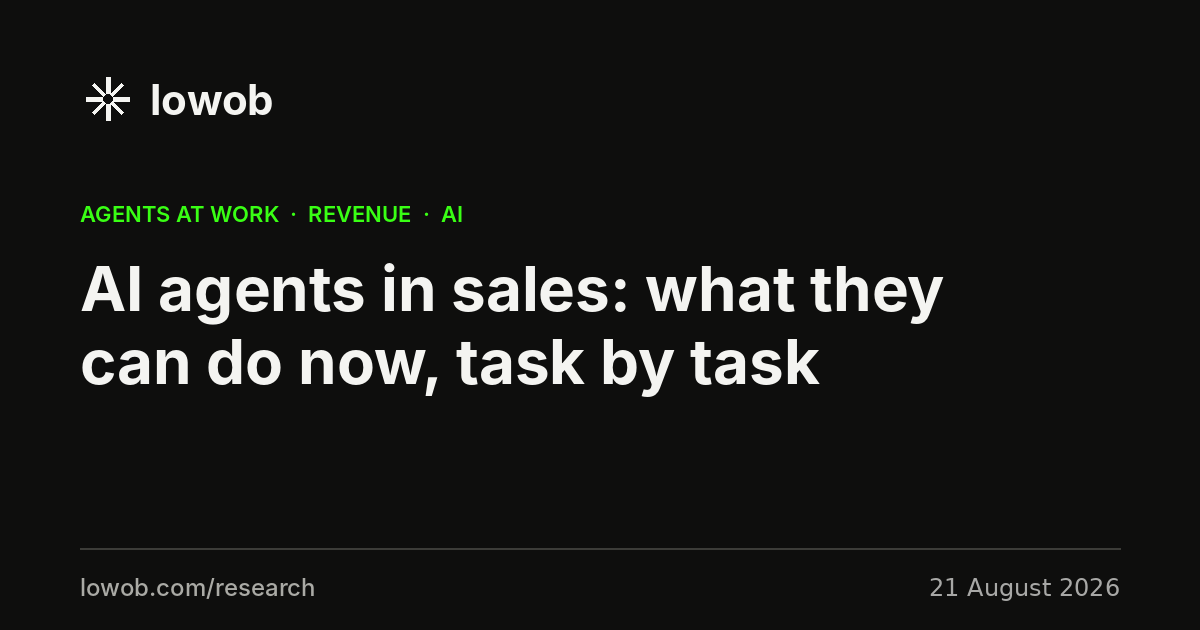 lowob
AGENTS AT WORK · REVENUE · AI
AI agents in sales: what they
can do now, task by task
lowob.com/research
21 August 2026